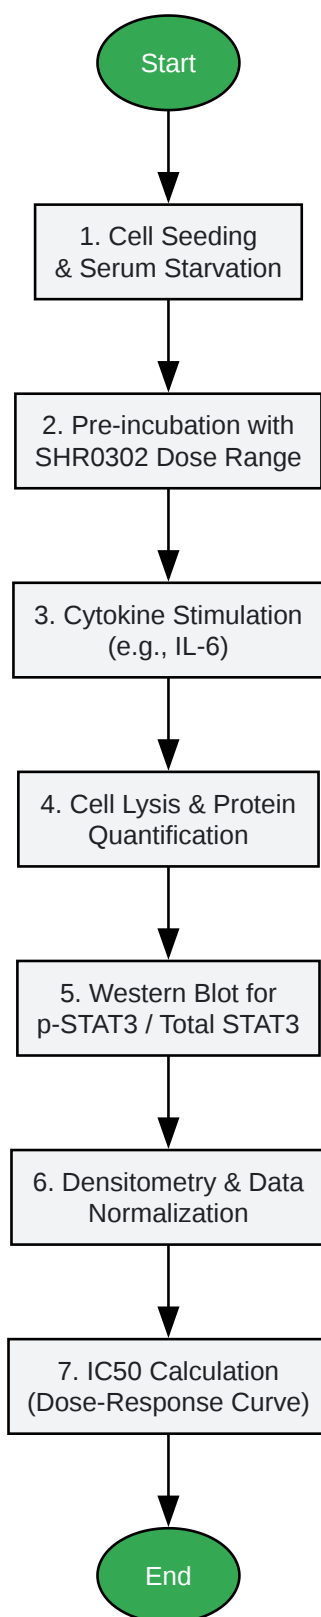 Start
1. Cell Seeding
& Serum Starvation
2. Pre-incubation with
SHR0302 Dose Range
3. Cytokine Stimulation
(e.g., IL-6)
4. Cell Lysis & Protein
Quantification
5. Western Blot for
p-STAT3 / Total STAT3
6. Densitometry & Data
Normalization
7. IC50 Calculation
(Dose-Response Curve)
End